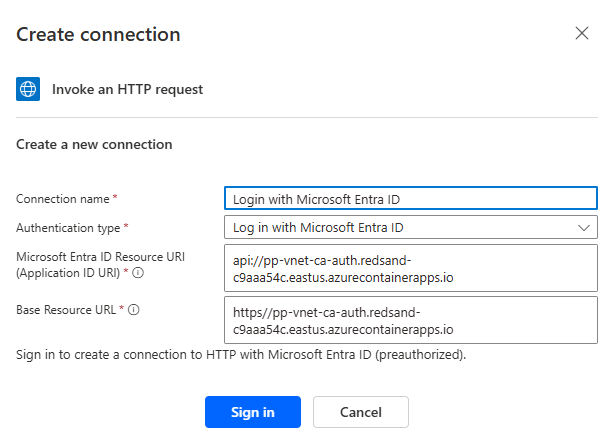 Create connection
Invoke an HTTP request
Create a new connection
Connection name *
Login with Microsoft Entra ID
Authentication type *
Log in with Microsoft Entra ID
Microsoft Entra ID Resource URI
(Application ID URI) *
api://pp-vnet-ca-auth.redsand-
c9aaa54c.eastus.azurecontainerapps.io
Base Resource URL *
https//pp-vnet-ca-auth.redsand-
c9aaa54c.eastus.azurecontainerapps.io
Sign in to create a connection to HTTP with Microsoft Entra ID (preauthorized).
Sign in
Cancel